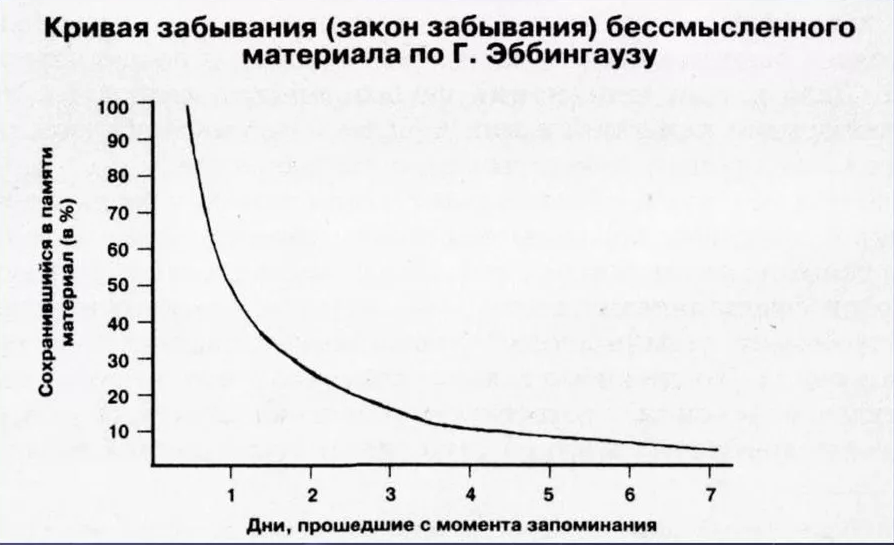 Кривая забывания (закон забывания) бессмысленного
материала по Г. Эббингаузу
Сохранившийся в памяти
материал (в %)
100
90
80
70
60
50
40
30
20
10
1 2 3 4 5 6 7
Дни, прошедшие с момента запоминания